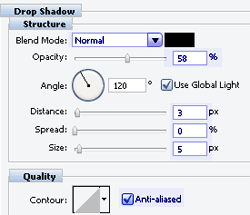 Drop Shadow
Structure
Blend Mode: Normal
Opacity: 58 %
Angle: 120 ° Use Global Light
Distance: 3 px
Spread: 0 %
Size: 5 px
Quality
Contour: Anti-aliased